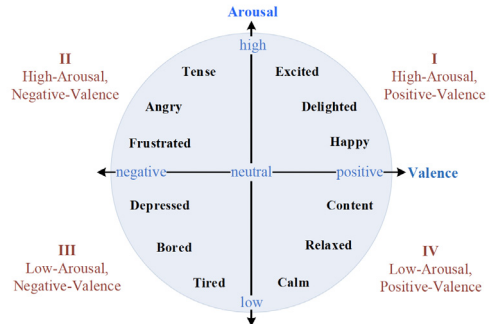 Arousal
high
II
High-Arousal,
Negative-Valence
I
High-Arousal,
Positive-Valence
Tense
Excited
Angry
Delighted
Frustrated
Happy
negative
neutral
positive
Valence
Depressed
Content
Bored
Relaxed
III
Low-Arousal,
Negative-Valence
IV
Low-Arousal,
Positive-Valence
Tired
Calm
low